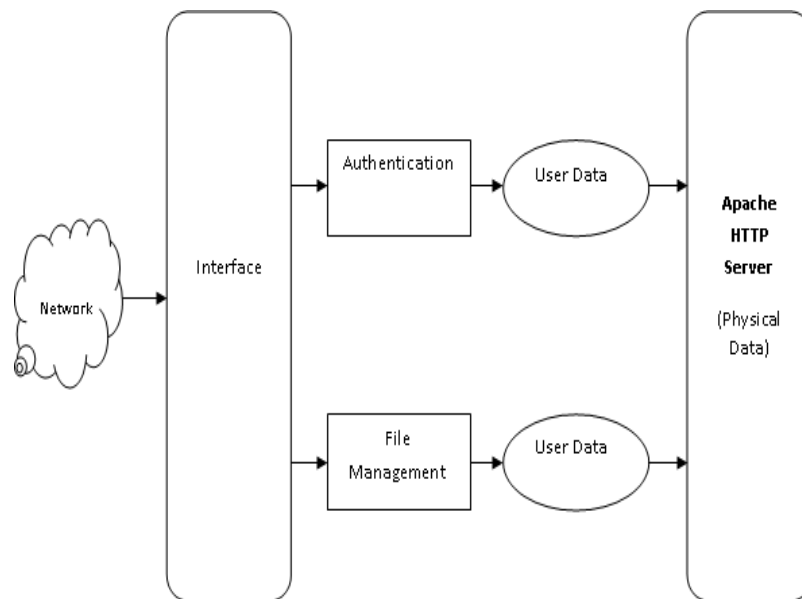 Network
Interface
Authentication
User Data
File
Management
User Data
Apache
HTTP
Server
(Physical
Data)